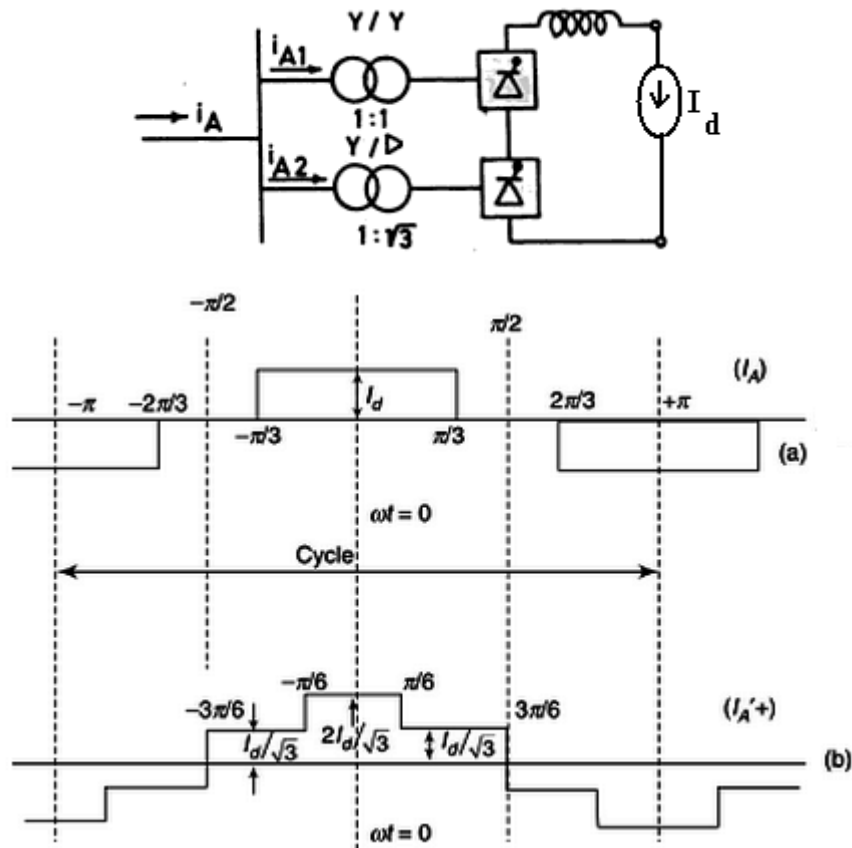 Y / Y
i_A1
1:1
i_A
Y / Δ
i_A2
1:√3
I_d
−π/2
π/2
(I_A)
−π
−2π/3
I_d
2π/3
+π
−π/3
π/3
(a)
ωt = 0
Cycle
−π/6
π/6
−3π/6
3π/6
(I_A'+)
I_d/√3
2I_d/√3
I_d/√3
(b)
ωt = 0